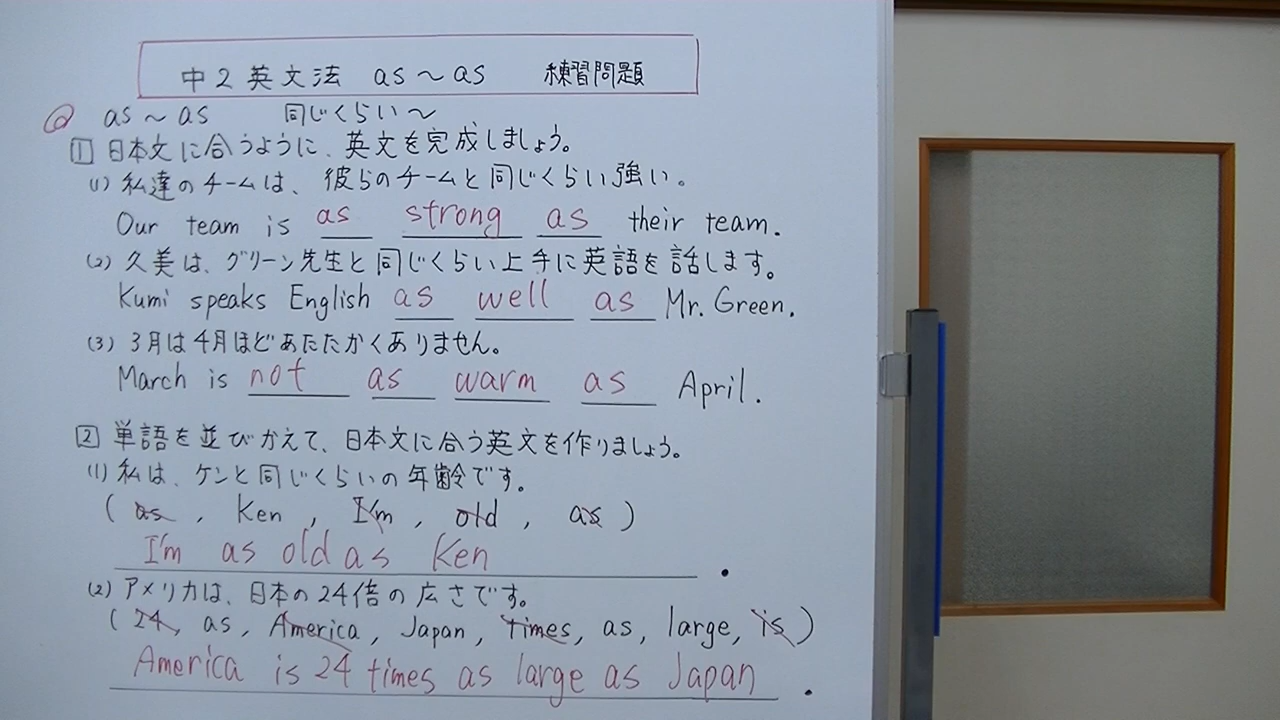 中2英文法 as～as 練習問題
◎ as～as 同じくらい～
1 日本文に合うように、英文を完成しましょう。
(1) 私達のチームは、彼らのチームと同じくらい強い。
Our team is as strong as their team.
(2) 久美は、グリーン先生と同じくらい上手に英語を話します。
Kumi speaks English as well as Mr. Green.
(3) 3月は4月ほどあたたかくありません。
March is not as warm as April.
2 単語を並びかえて、日本文に合う英文を作りましょう。
(1) 私は、ケンと同じくらいの年齢です。
(as, Ken, I'm, old, as)
I'm as old as Ken.
(2) アメリカは、日本の24倍の広さです。
(24, as, America, Japan, times, as, large, is)
America is 24 times as large as Japan.